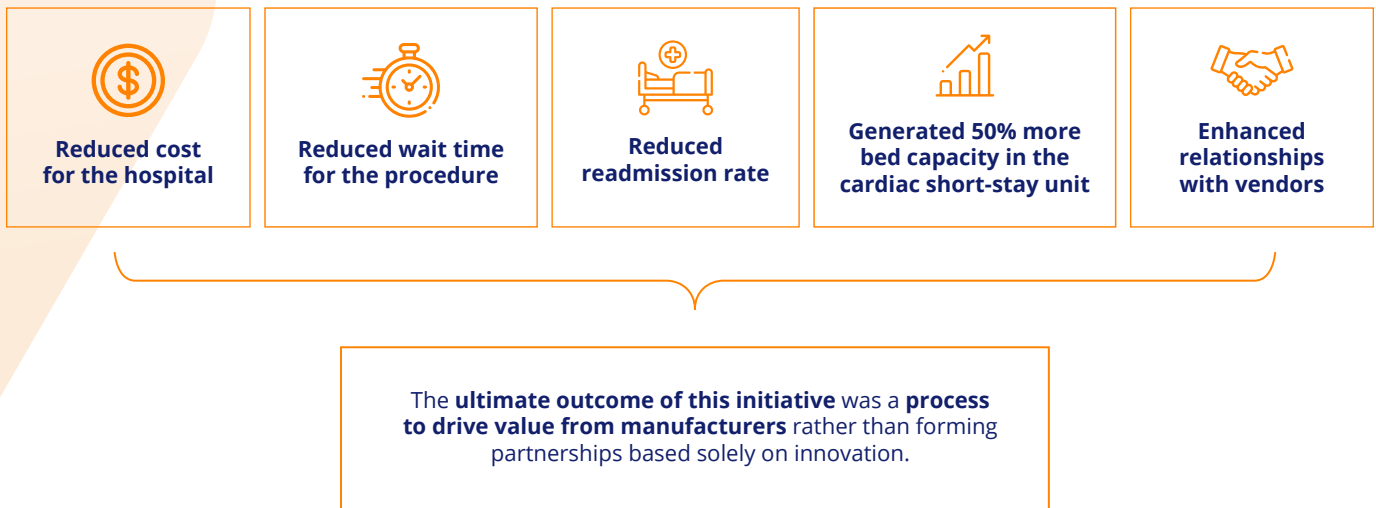 $
Reduced cost
for the hospital
Reduced wait time
for the procedure
Reduced
readmission rate
Generated 50% more
bed capacity in the
cardiac short-stay unit
Enhanced
relationships
with vendors
The ultimate outcome of this initiative was a process
to drive value from manufacturers rather than forming
partnerships based solely on innovation.